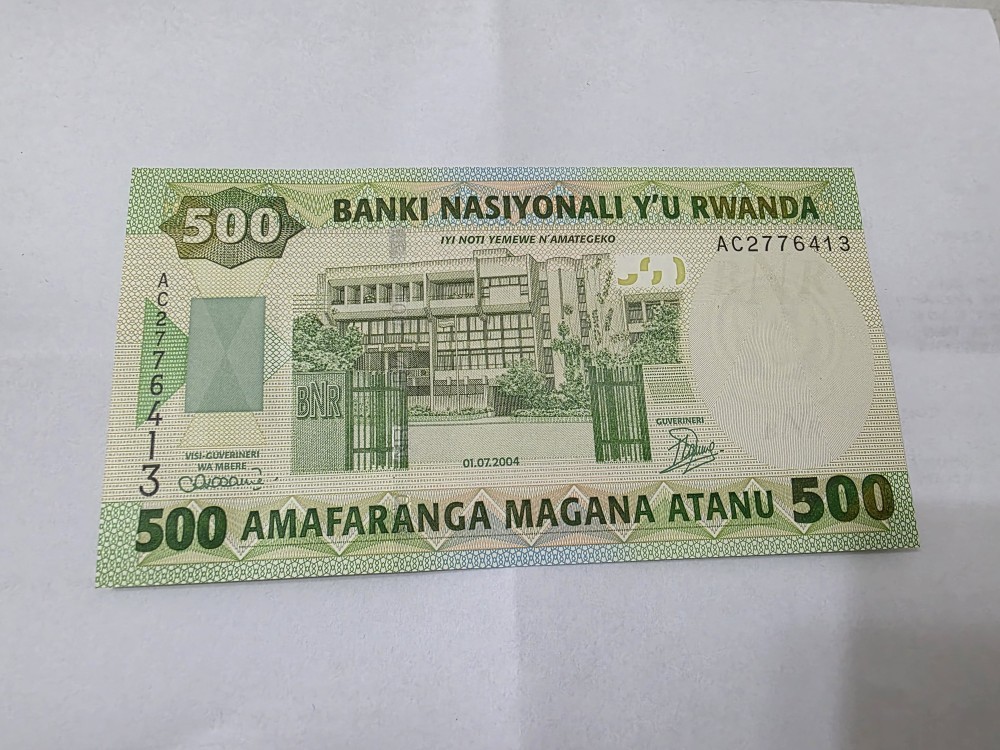 500
BANKI NASIYONALI Y'U RWANDA
IYI NOTI YEMEWE N'AMATEGEKO
AC2776413
AC2776413
BNR
BNR
VISI-GUVERINERI
WA MBERE
01.07.2004
GUVERINERI
500 AMAFARANGA MAGANA ATANU 500